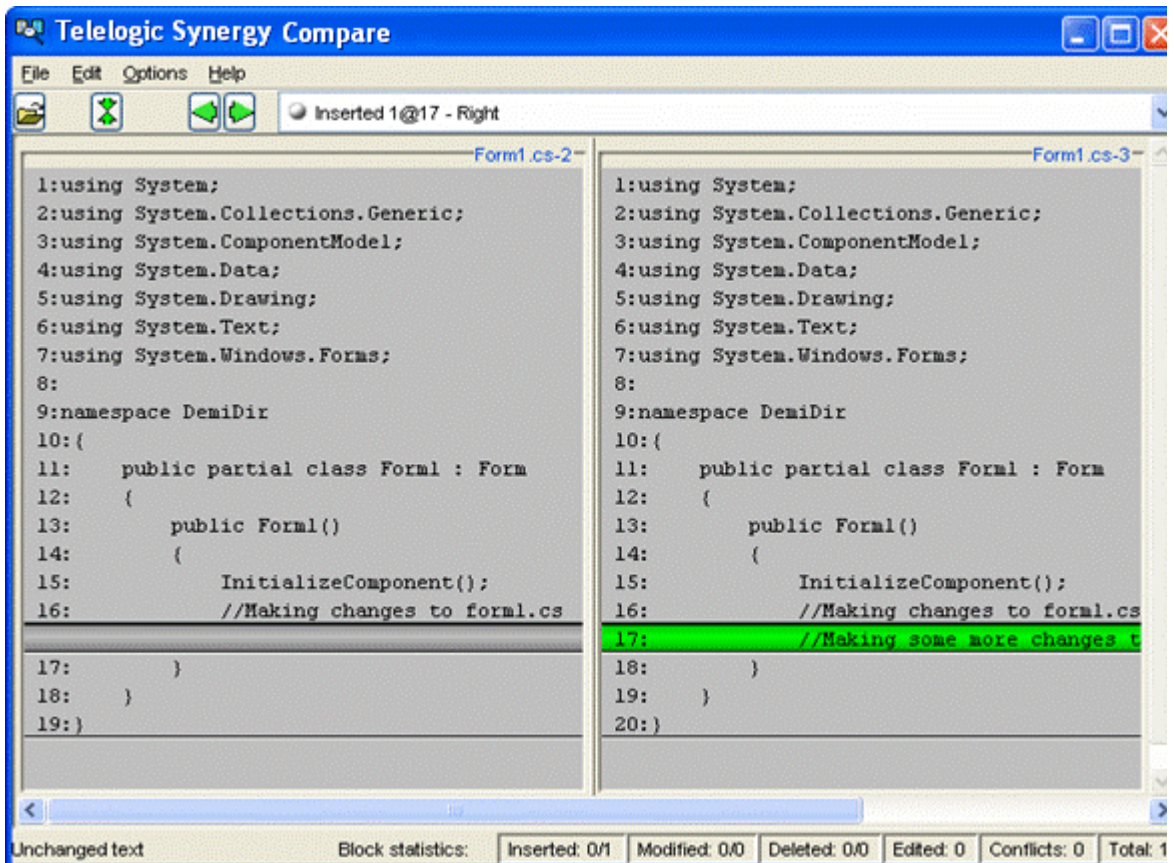 Telelogic Synergy Compare
File Edit Options Help
Inserted 1@17 - Right
Form1.cs-2
1:using System;
2:using System.Collections.Generic;
3:using System.ComponentModel;
4:using System.Data;
5:using System.Drawing;
6:using System.Text;
7:using System.Windows.Forms;
8:
9:namespace DemiDir
10:{
11:    public partial class Form1 : Form
12:    {
13:        public Form1()
14:        {
15:            InitializeComponent();
16:            //Making changes to form1.cs
17:        }
18:    }
19:}
Form1.cs-3
1:using System;
2:using System.Collections.Generic;
3:using System.ComponentModel;
4:using System.Data;
5:using System.Drawing;
6:using System.Text;
7:using System.Windows.Forms;
8:
9:namespace DemiDir
10:{
11:    public partial class Form1 : Form
12:    {
13:        public Form1()
14:        {
15:            InitializeComponent();
16:            //Making changes to form1.cs
17:            //Making some more changes t
18:        }
19:    }
20:}
Unchanged text Block statistics: Inserted: 0/1 Modified: 0/0 Deleted: 0/0 Edited: 0 Conflicts: 0 Total: 1